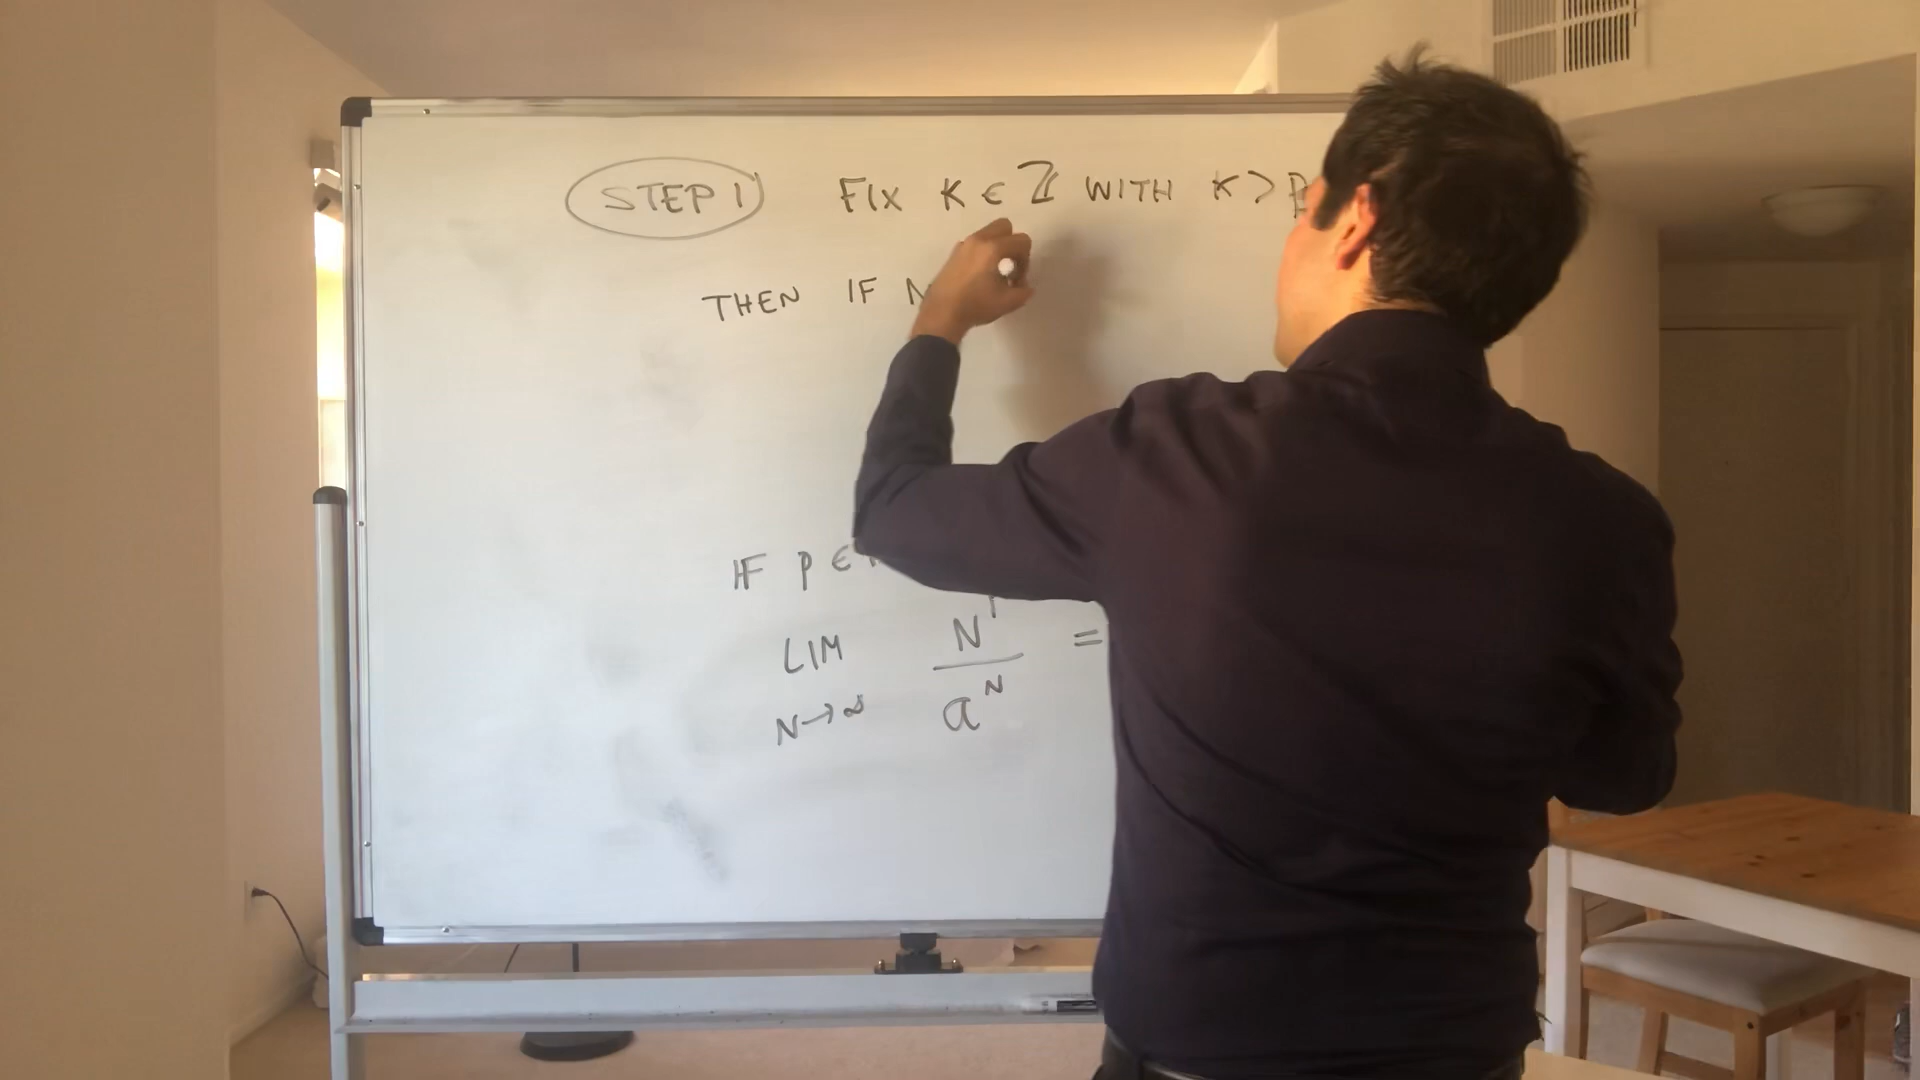 STEP 1 FIX K ∈ ℤ WITH K > P
THEN IF N
IF P ∈
LIM N^P / a^N =
N→∞